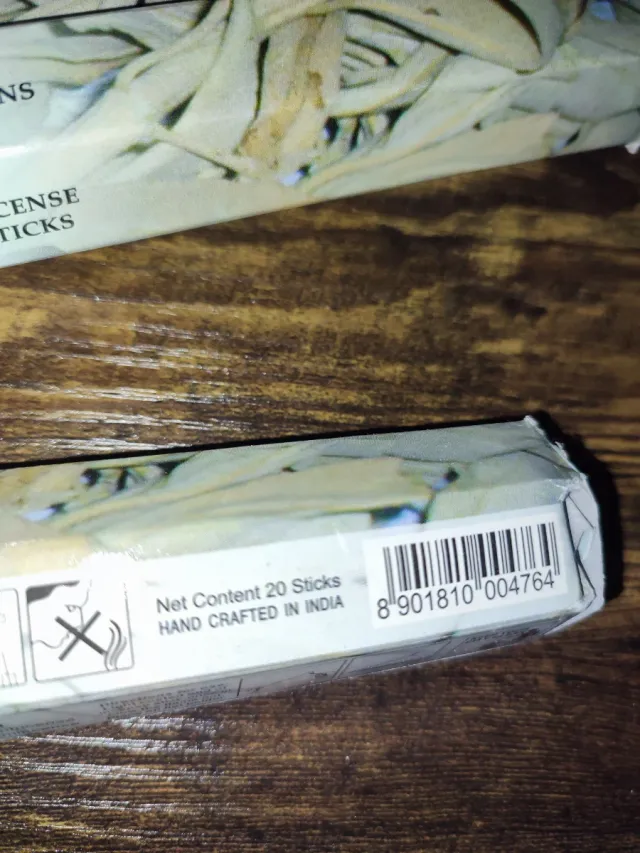 NS
CENSE
TICKS
Net Content 20 Sticks
HAND CRAFTED IN INDIA
8 901810 004764